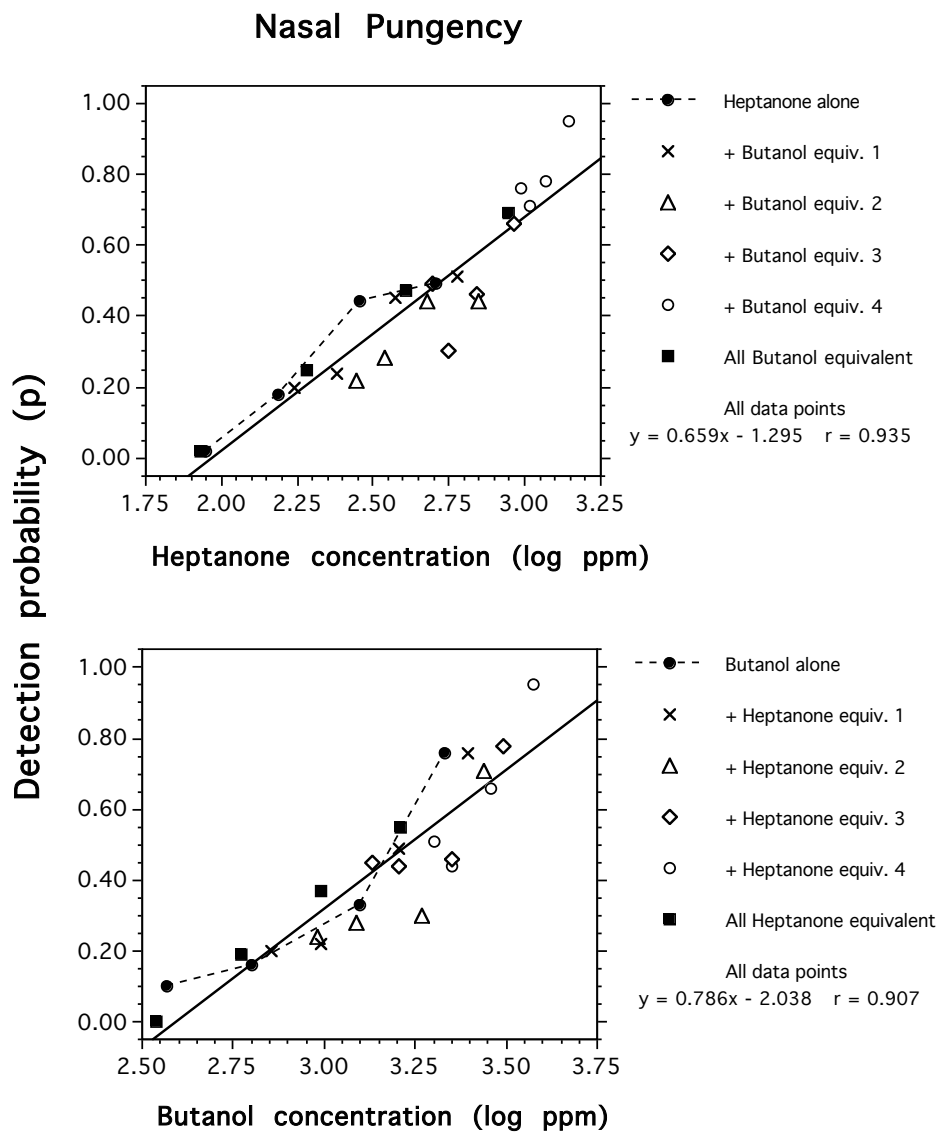 Nasal Pungency
Detection probability (p)
1.00
0.80
0.60
0.40
0.20
0.00
1.75 2.00 2.25 2.50 2.75 3.00 3.25
Heptanone concentration (log ppm)
Heptanone alone
+ Butanol equiv. 1
+ Butanol equiv. 2
+ Butanol equiv. 3
+ Butanol equiv. 4
All Butanol equivalent
All data points
y = 0.659x - 1.295 r = 0.935
1.00
0.80
0.60
0.40
0.20
0.00
2.50 2.75 3.00 3.25 3.50 3.75
Butanol concentration (log ppm)
Butanol alone
+ Heptanone equiv. 1
+ Heptanone equiv. 2
+ Heptanone equiv. 3
+ Heptanone equiv. 4
All Heptanone equivalent
All data points
y = 0.786x - 2.038 r = 0.907